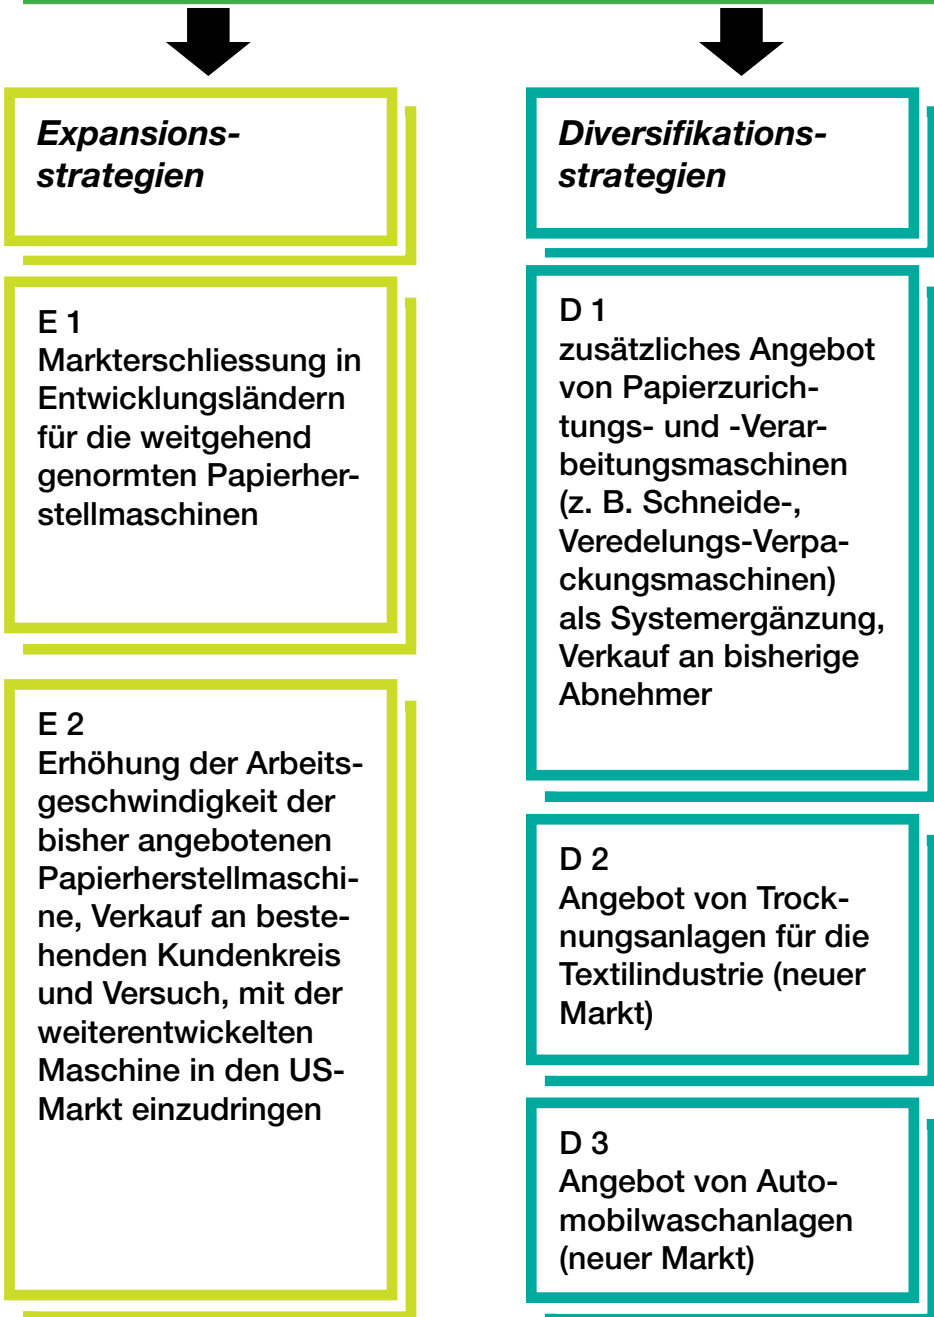 Expansions-
strategien
E 1
Markterschliessung in
Entwicklungsländern
für die weitgehend
genormten Papierher-
stellmaschinen
E 2
Erhöhung der Arbeits-
geschwindigkeit der
bisher angebotenen
Papierherstellmaschi-
ne, Verkauf an beste-
henden Kundenkreis
und Versuch, mit der
weiterentwickelten
Maschine in den US-
Markt einzudringen
Diversifikations-
strategien
D 1
zusätzliches Angebot
von Papierzurich-
tungs- und -Verar-
beitungsmaschinen
(z. B. Schneide-,
Veredelungs-Verpa-
ckungsmaschinen)
als Systemergänzung,
Verkauf an bisherige
Abnehmer
D 2
Angebot von Trock-
nungsanlagen für die
Textilindustrie (neuer
Markt)
D 3
Angebot von Auto-
mobilwaschanlagen
(neuer Markt)